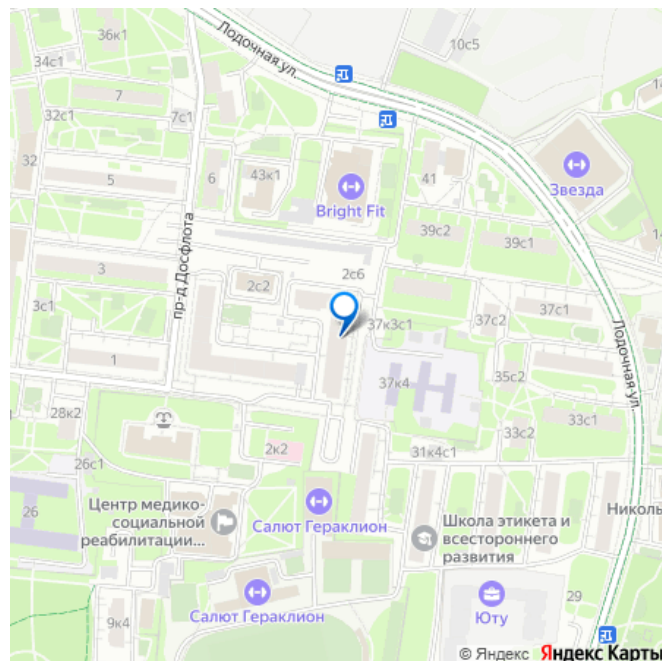 36к1
34с1
Лодочная ул.
10с5
7
7с1
32с1
32
5
6
43к1
41
Звезда
Bright Fit
39с2
39с1
пр-д Досфлота
3
2с6
2с2
3с1
37с1
37с2
37к3с1
1
37к4
35с2
Лодочная ул.
28к2
33с1
33с2
2к2
31к4с1
26с1
26
Центр медико-
социальной
реабилитации...
Салют Гераклион
Школа этикета и
всестороннего
развития
Николь
Салют Гераклион
Юту
29
9к4
© Яндекс Яндекс Карты